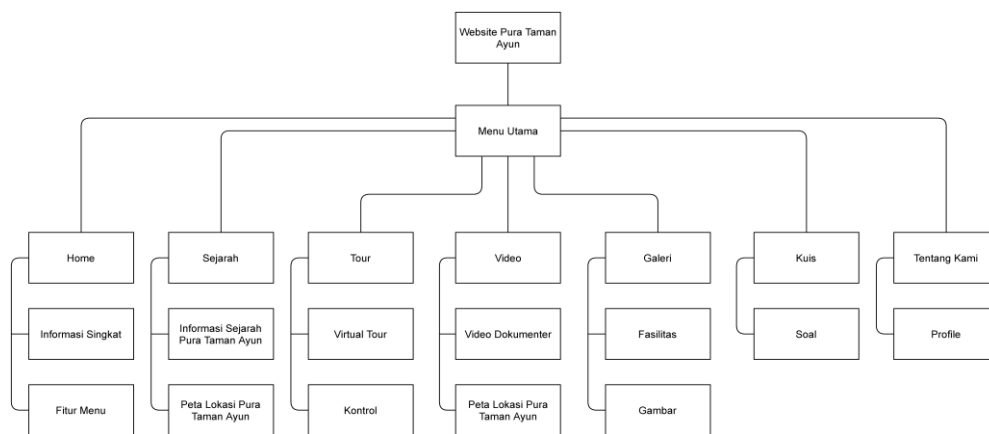 Website Pura Taman
Ayun
Menu Utama
Home
Sejarah
Tour
Video
Galeri
Kuis
Tentang Kami
Informasi Singkat
Informasi Sejarah
Pura Taman Ayun
Virtual Tour
Video Dokumenter
Fasilitas
Soal
Profile
Fitur Menu
Peta Lokasi Pura
Taman Ayun
Kontrol
Peta Lokasi Pura
Taman Ayun
Gambar